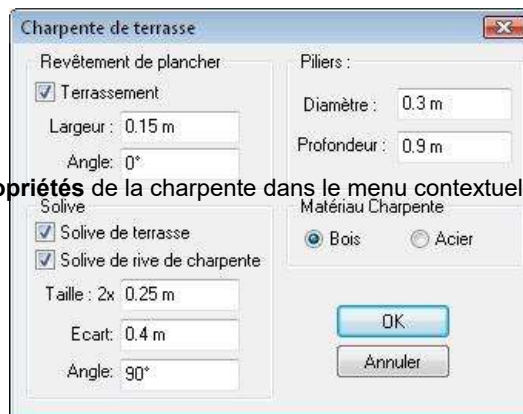 Charpente de terrasse
Revêtement de plancher
Terrassement
Largeur : 0.15 m
Angle: 0°
Piliers :
Diamètre : 0.3 m
Profondeur : 0.9 m
opriétés de la charpente dans le menu contextuel
Solive
Solive de terrasse
Solive de rive de charpente
Taille : 2x 0.25 m
Ecart: 0.4 m
Angle: 90°
Matériau Charpente
Bois Acier
OK
Annuler